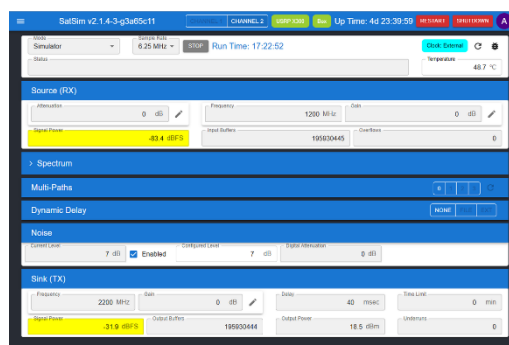 SatSim v2.1.4-3-g3a65c11 CHANNEL 2 USRP X300 Up Time: 4d 23:39:59 RESTART SHUTDOWN A
Mode Sample Rate
Simulator 6.25 MHz STOP Run Time: 17:22:52 Clock: External
Status Temperature
48.7 °C
Source (RX)
Attenuation Frequency Gain
0 dB 1200 MHz 0 dB
Signal Power Input Buffers Overflows
-83.4 dBFS 195930445 0
> Spectrum
Multi-Paths
Dynamic Delay NONE
Noise
Current Level Configured Level Digital Attenuation
7 dB Enabled 7 dB 0 dB
Sink (TX)
Frequency Gain Delay Time Limit
2200 MHz 0 dB 40 msec 0 min
Signal Power Output Buffers Output Power Underruns
-31.9 dBFS 195930444 18.5 dBm 0